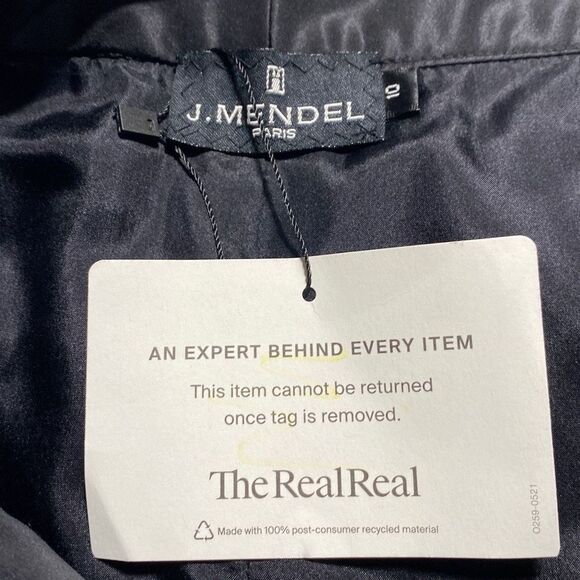 J. MENDEL
PARIS
10
AN EXPERT BEHIND EVERY ITEM
This item cannot be returned
once tag is removed.
The RealReal
Made with 100% post-consumer recycled material
O259-0521